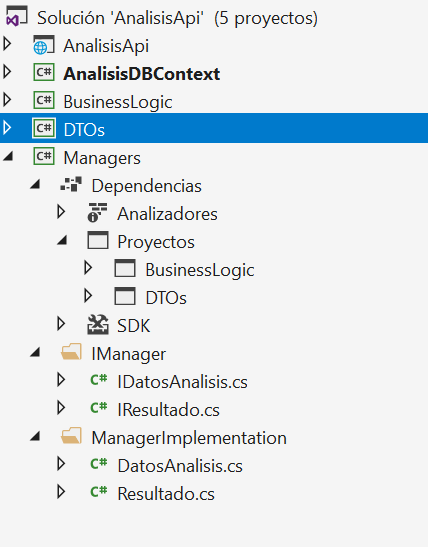 Solución 'AnalisisApi' (5 proyectos)
AnalisisApi
C# AnalisisDBContext
C# BusinessLogic
C# DTOs
C# Managers
Dependencias
Analizadores
Proyectos
BusinessLogic
DTOs
SDK
IManager
C# IDatosAnalisis.cs
C# IResultado.cs
ManagerImplementation
C# DatosAnalisis.cs
C# Resultado.cs